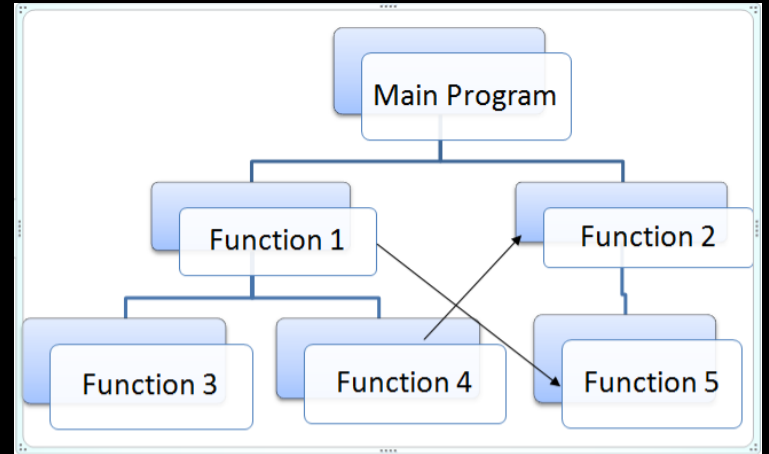 Main Program
Function 1
Function 2
Function 3
Function 4
Function 5